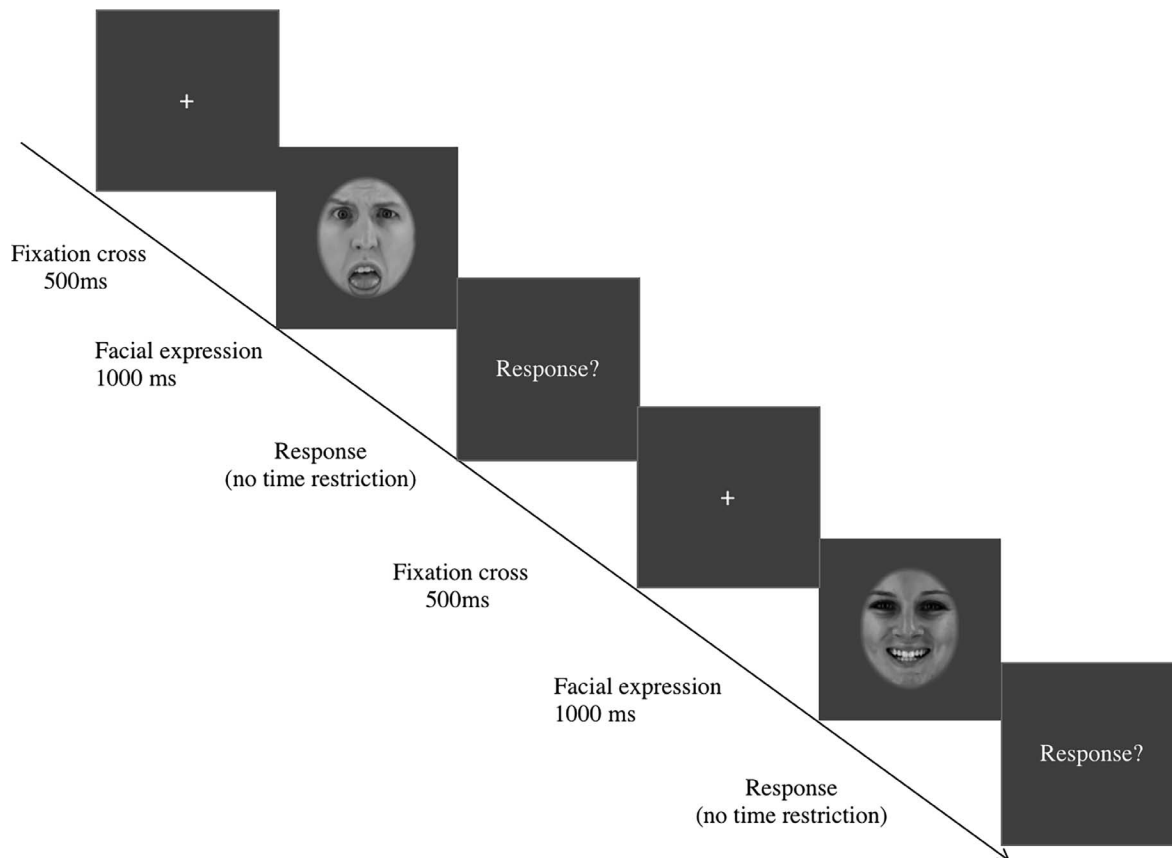 +
Fixation cross
500ms
Facial expression
1000 ms
Response?
Response
(no time restriction)
+
Fixation cross
500ms
Facial expression
1000 ms
Response?
Response
(no time restriction)